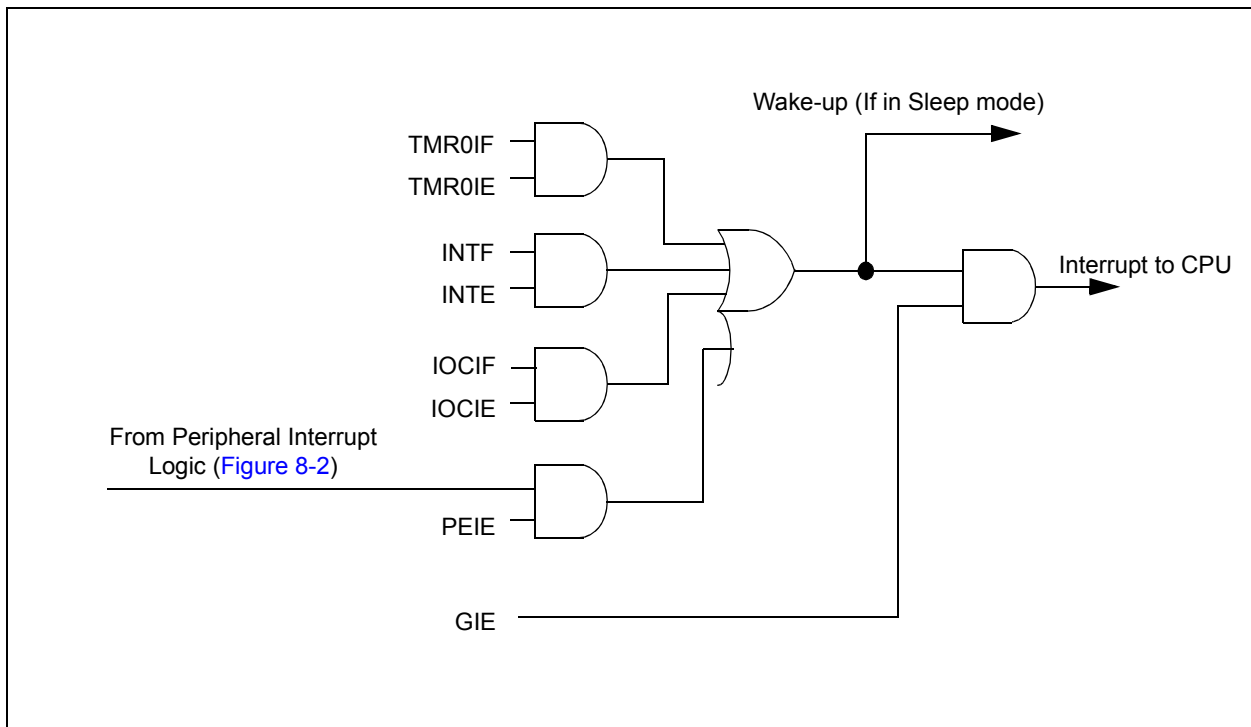 Wake-up (If in Sleep mode)
TMR0IF
TMR0IE
INTF
INTE
Interrupt to CPU
IOCIF
IOCIE
From Peripheral Interrupt
Logic (Figure 8-2)
PEIE
GIE